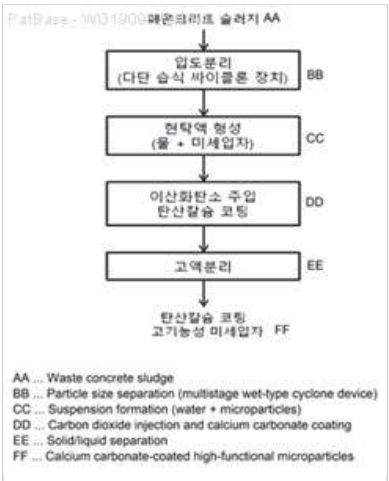 슬러지 AA
입도분리
(다단 습식 싸이클론 장치)
BB
현탁액 형성
(물 + 미세입자)
CC
이산화탄소 주입
탄산칼슘 코팅
DD
고액분리
EE
탄산칼슘 코팅
고기능성 미세입자 FF
AA ... Waste concrete sludge
BB ... Particle size separation (multistage wet-type cyclone device)
CC ... Suspension formation (water + microparticles)
DD ... Carbon dioxide injection and calcium carbonate coating
EE ... Solid/liquid separation
FF ... Calcium carbonate-coated high-functional microparticles